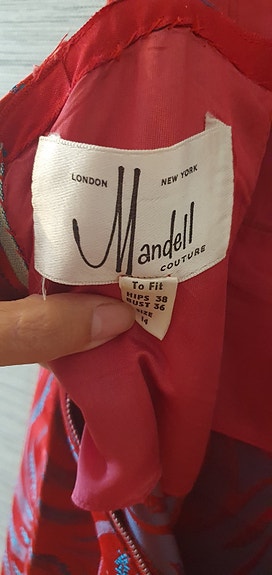 LONDON NEW YORK
Mandell
COUTURE
To Fit
HIPS 38
BUST 36
SIZE
14